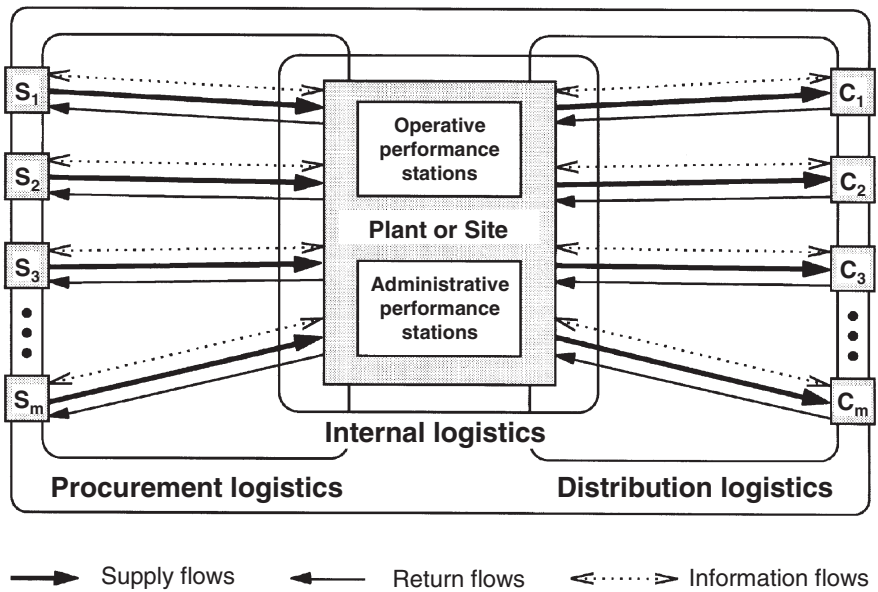 S1
S2
S3
Sm
Operative
performance
stations
Plant or Site
Administrative
performance
stations
C1
C2
C3
Cm
Internal logistics
Procurement logistics
Distribution logistics
Supply flows
Return flows
Information flows